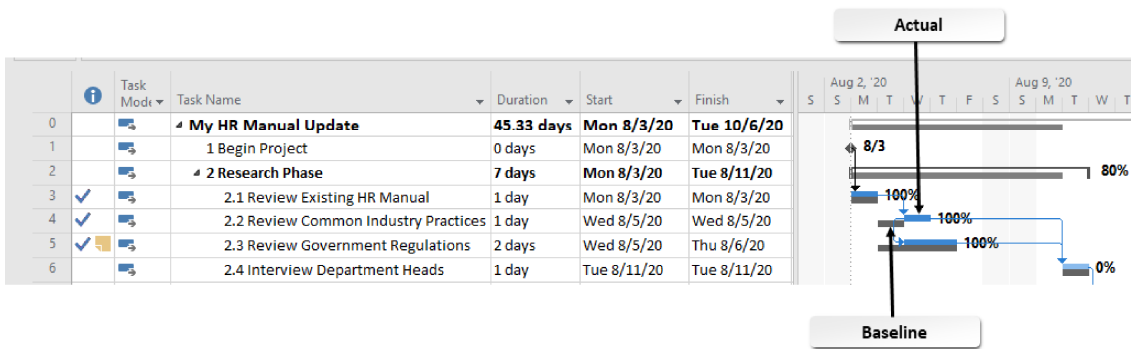 Actual
Task Mode Task Name Duration Start Finish
Aug 2, '20 Aug 9, '20
S S M T W T F S S M T W T
0 My HR Manual Update 45.33 days Mon 8/3/20 Tue 10/6/20
1 1 Begin Project 0 days Mon 8/3/20 Mon 8/3/20 8/3
2 2 Research Phase 7 days Mon 8/3/20 Tue 8/11/20 80%
3 2.1 Review Existing HR Manual 1 day Mon 8/3/20 Mon 8/3/20 100%
4 2.2 Review Common Industry Practices 1 day Wed 8/5/20 Wed 8/5/20 100%
5 2.3 Review Government Regulations 2 days Wed 8/5/20 Thu 8/6/20 100%
6 2.4 Interview Department Heads 1 day Tue 8/11/20 Tue 8/11/20 0%
Baseline